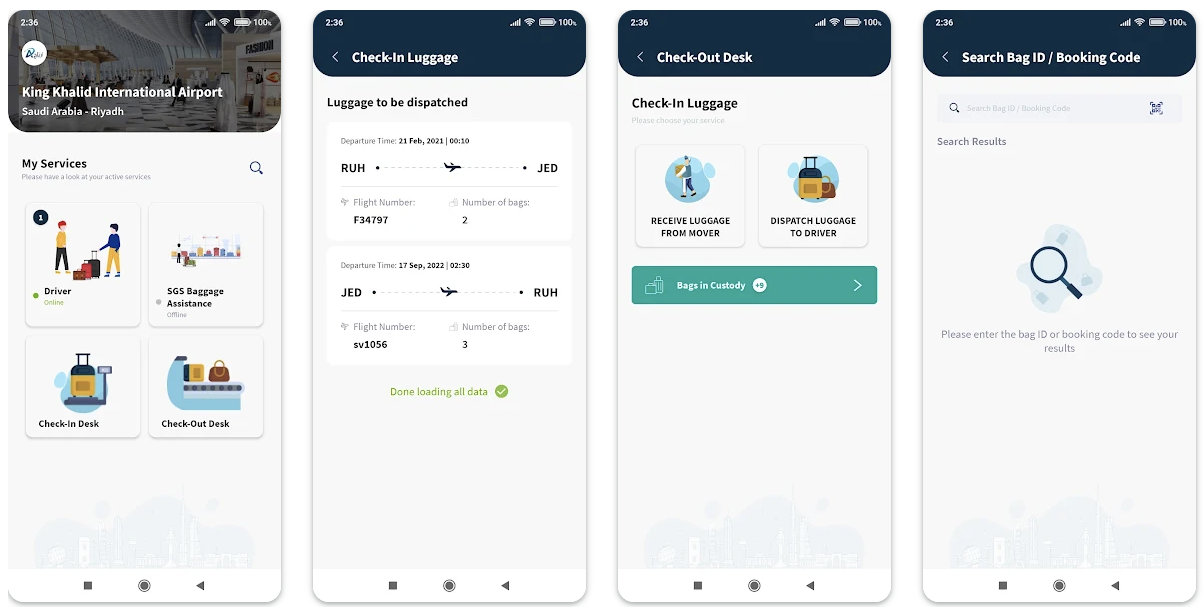 2:36
100%
FASHION
King Khalid International Airport
Saudi Arabia - Riyadh
My Services
Please have a look at your active services
1
Driver
Online
SGS Baggage
Assistance
Offline
Check-In Desk
Check-Out Desk
2:36
100%
Check-In Luggage
Luggage to be dispatched
Departure Time: 21 Feb, 2021 | 00:10
RUH
JED
Flight Number:
Number of bags:
F34797
2
Departure Time: 17 Sep, 2022 | 02:30
JED
RUH
Flight Number:
Number of bags:
sv1056
3
Done loading all data
2:36
100%
Check-Out Desk
Check-In Luggage
Please choose your service
RECEIVE LUGGAGE
FROM MOVER
DISPATCH LUGGAGE
TO DRIVER
Bags in Custody +9
2:36
100%
Search Bag ID / Booking Code
Search Bag ID / Booking Code
Search Results
Please enter the bag ID or booking code to see your
results